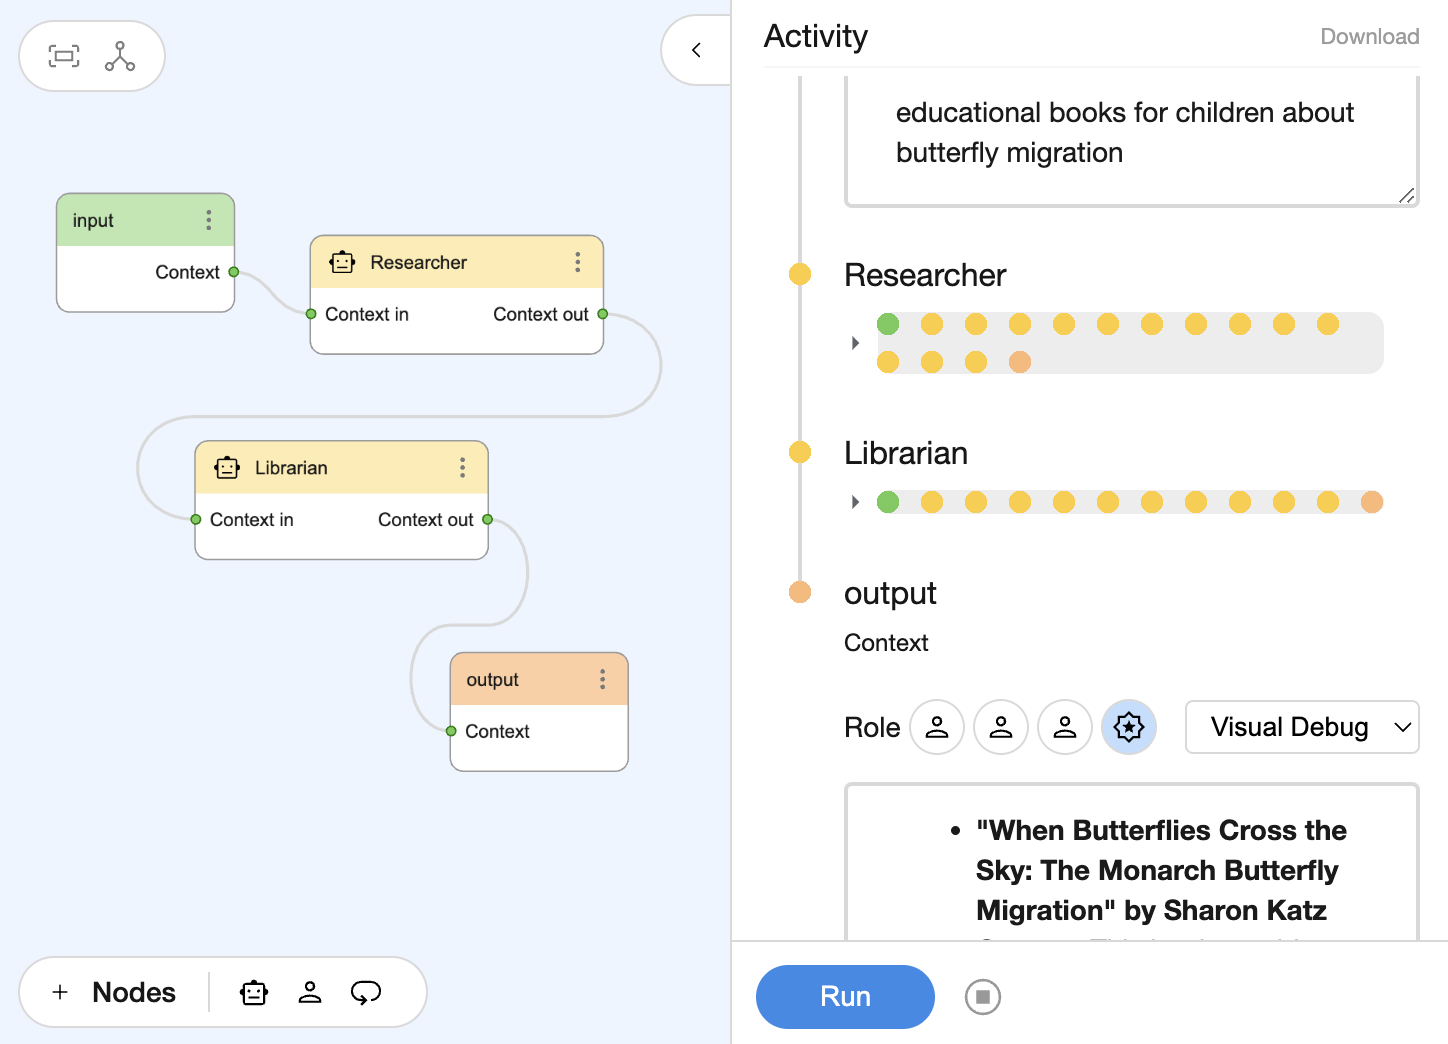 Activity
Download
educational books for children about
butterfly migration
input
Context
Researcher
Context in
Context out
Librarian
Context in
Context out
output
Context
Researcher
Librarian
output
Context
Role
Visual Debug
• "When Butterflies Cross the
Sky: The Monarch Butterfly
Migration" by Sharon Katz
+ Nodes
Run